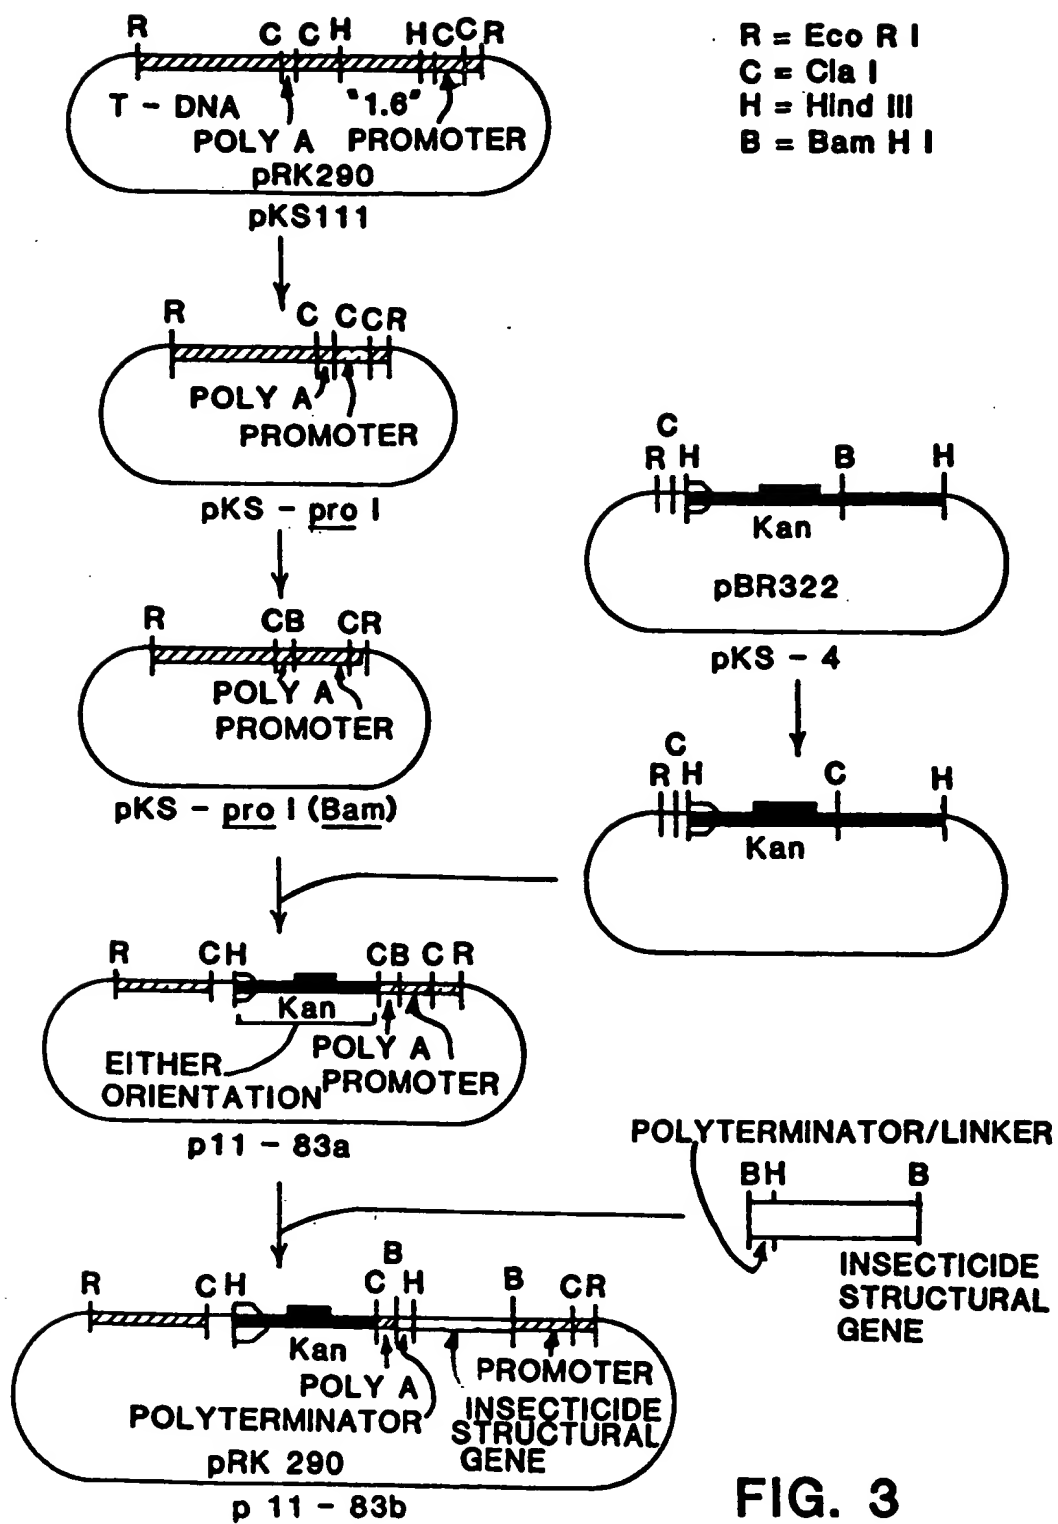 R C C H H C C R
T - DNA "1.6"
POLY A PROMOTER
pRK290
pKS111
R = Eco R I
C = Cla I
H = Hind III
B = Bam H I
R C C C R
POLY A
PROMOTER
pKS - pro I
C
R H B H
Kan
pBR322
pKS - 4
R C B C R
POLY A
PROMOTER
pKS - pro I (Bam)
C
R H C H
Kan
R C H C B C R
Kan
EITHER
ORIENTATION
POLY A
PROMOTER
p11 - 83a
POLYTERMINATOR/LINKER
B H B
INSECTICIDE
STRUCTURAL
GENE
B
R C H C H B C R
Kan
POLY A
PROMOTER
POLYTERMINATOR
INSECTICIDE
STRUCTURAL
GENE
pRK 290
p 11 - 83b
FIG. 3